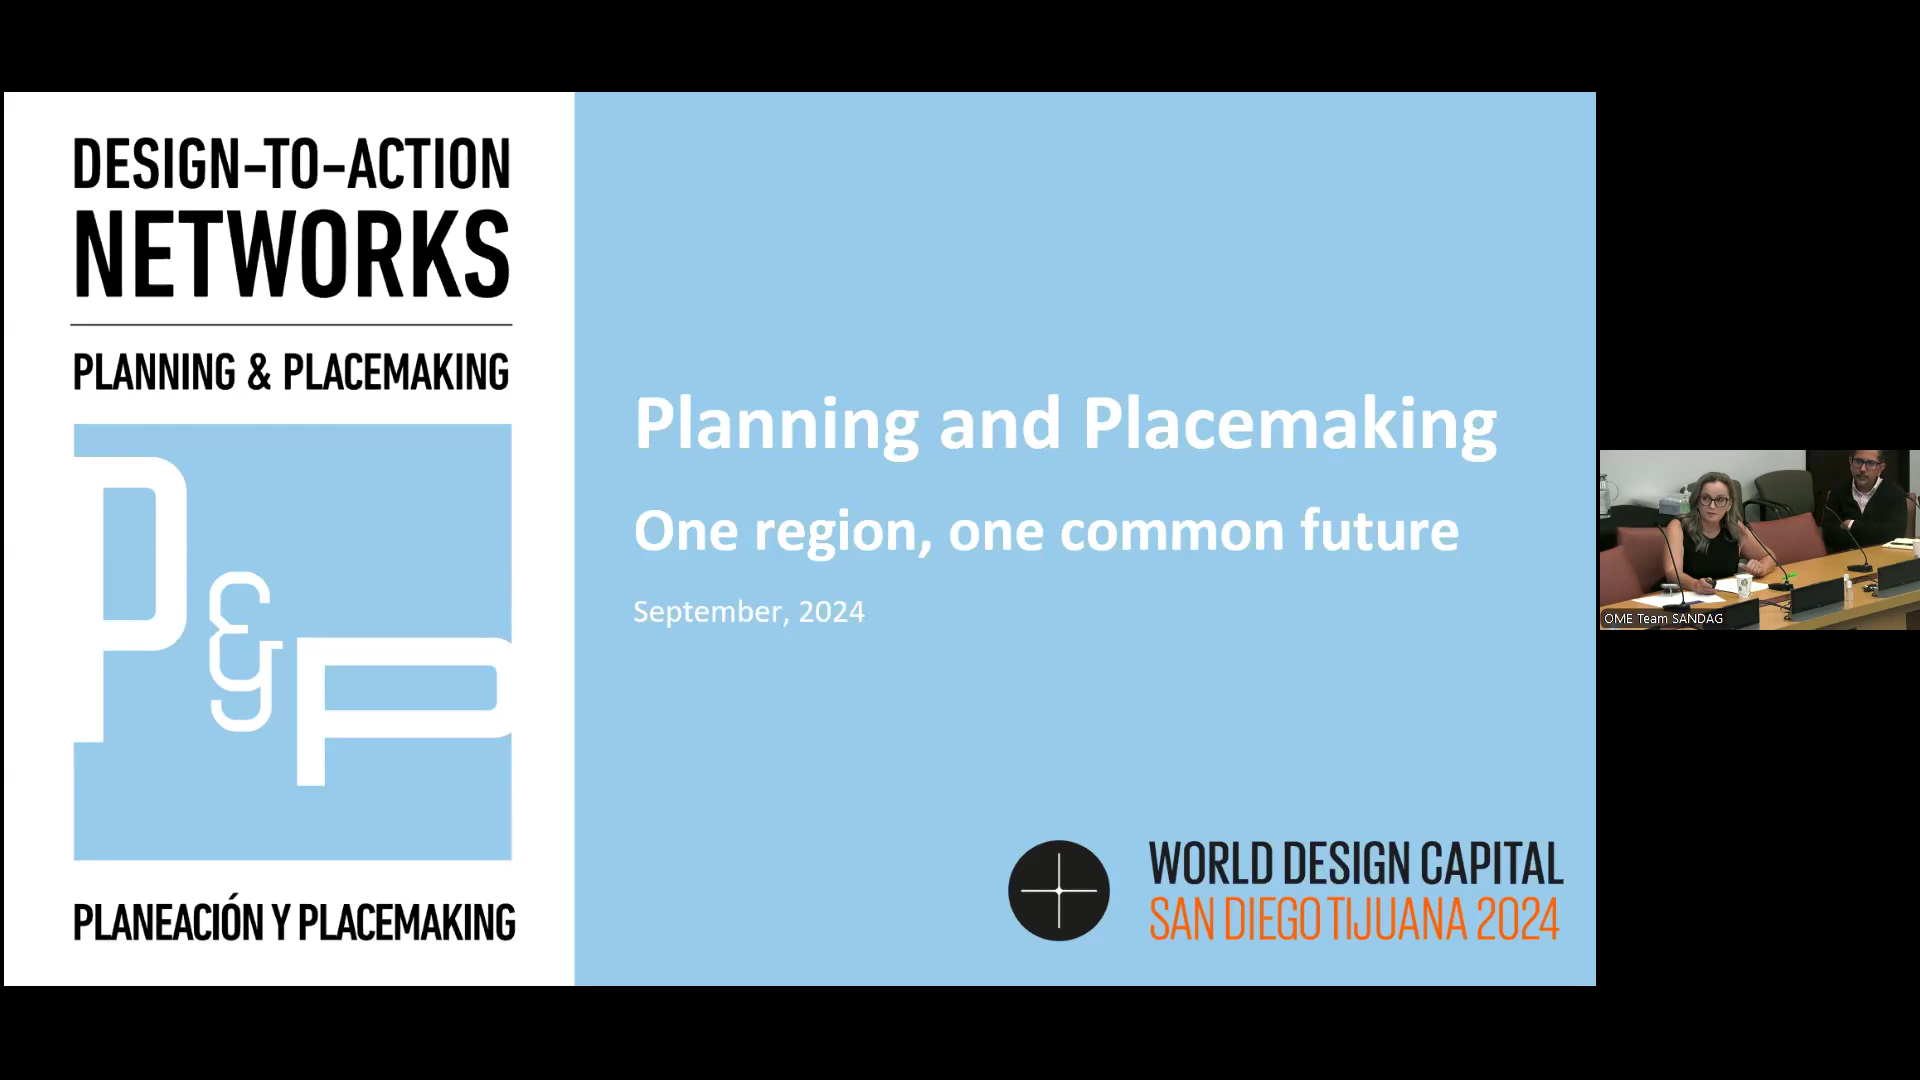 DESIGN-TO-ACTION
NETWORKS
PLANNING & PLACEMAKING
P&P
PLANEACIÓN Y PLACEMAKING
Planning and Placemaking
One region, one common future
September, 2024
WORLD DESIGN CAPITAL
SAN DIEGO TIJUANA 2024
OME Team SANDAG